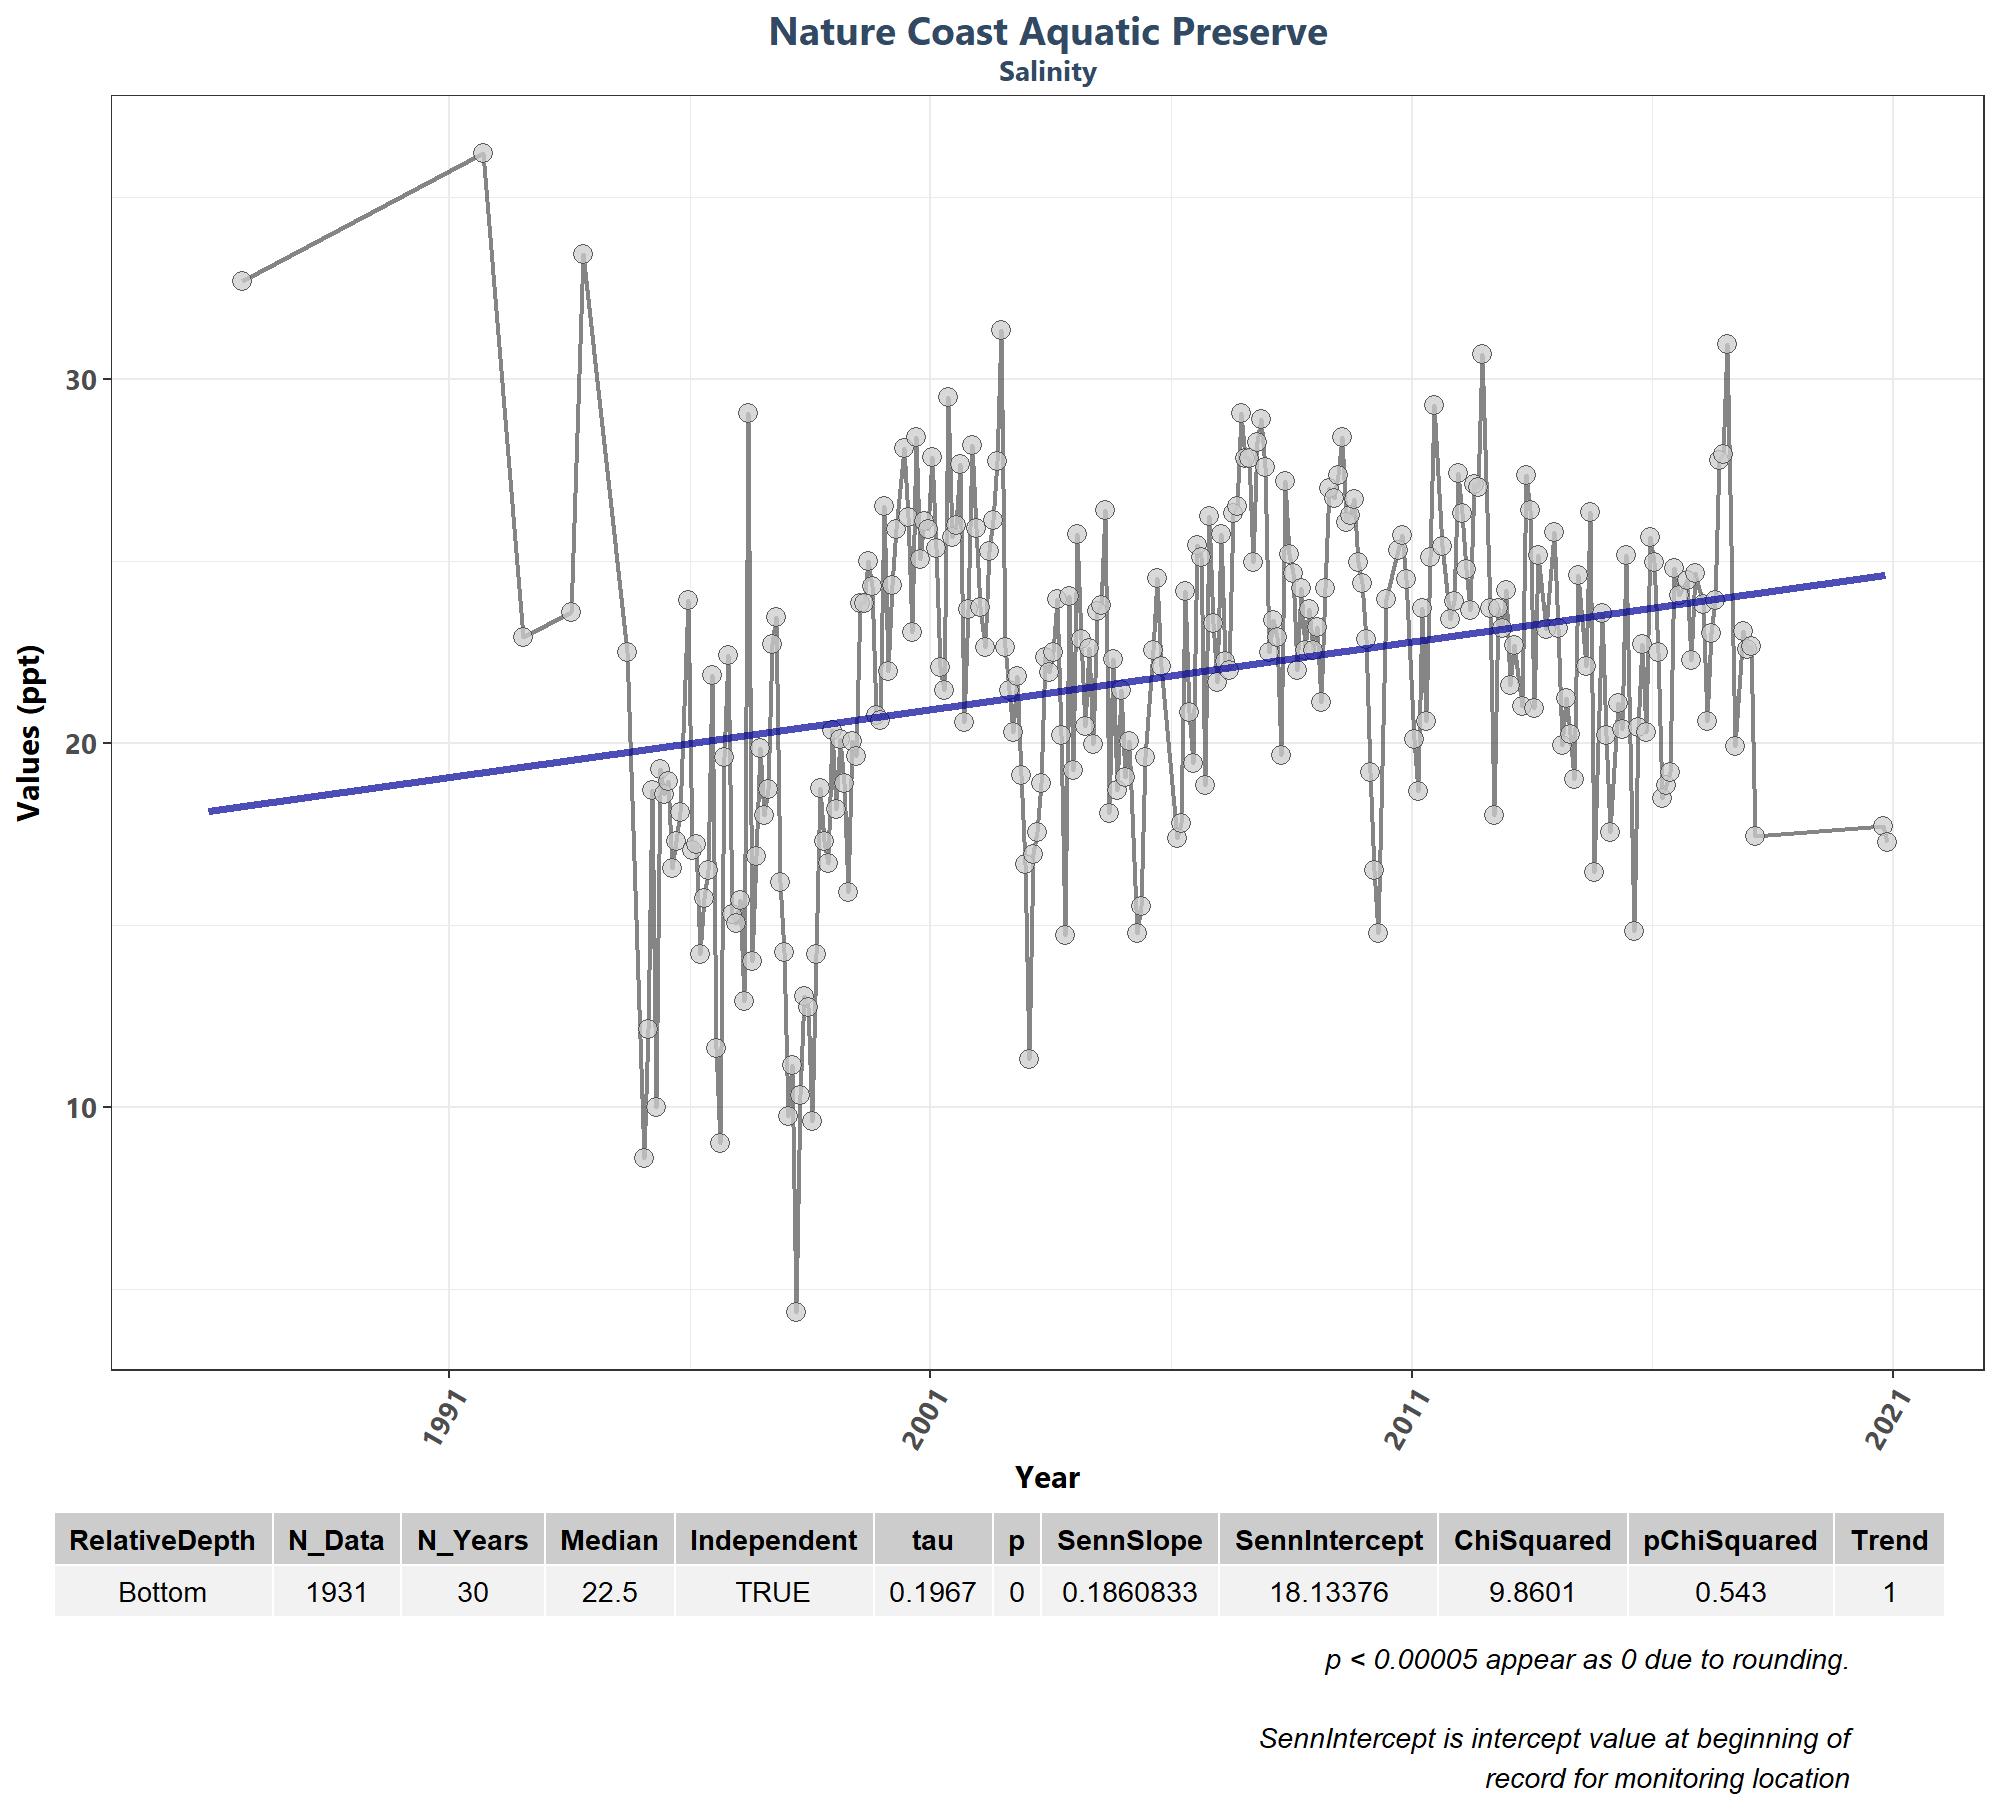 Nature Coast Aquatic Preserve
Salinity
Values (ppt)
30
20
10
1991
2001
2011
2021
Year
RelativeDepth N_Data N_Years Median Independent tau p SennSlope SennIntercept ChiSquared pChiSquared Trend
Bottom 1931 30 22.5 TRUE 0.1967 0 0.1860833 18.13376 9.8601 0.543 1
p < 0.00005 appear as 0 due to rounding.
SennIntercept is intercept value at beginning of
record for monitoring location